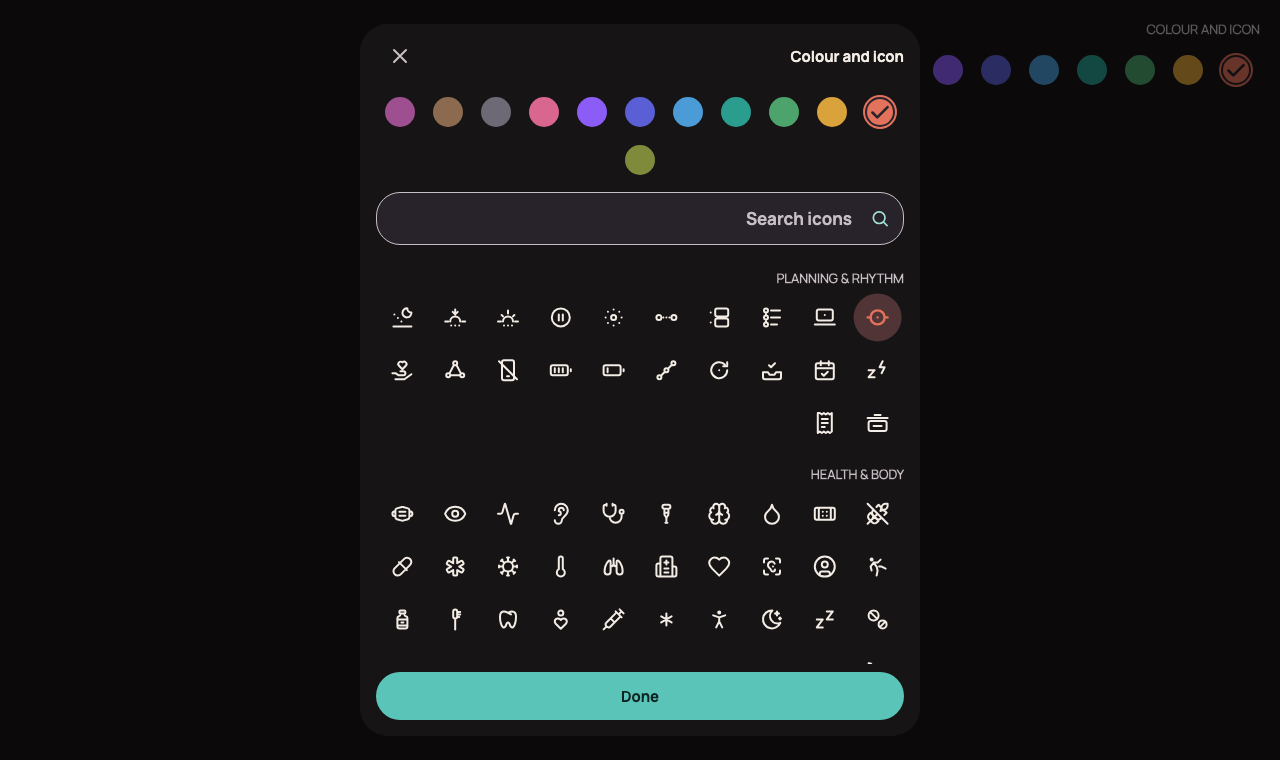 COLOUR AND ICON
Colour and icon
Search icons
PLANNING & RHYTHM
HEALTH & BODY
Done